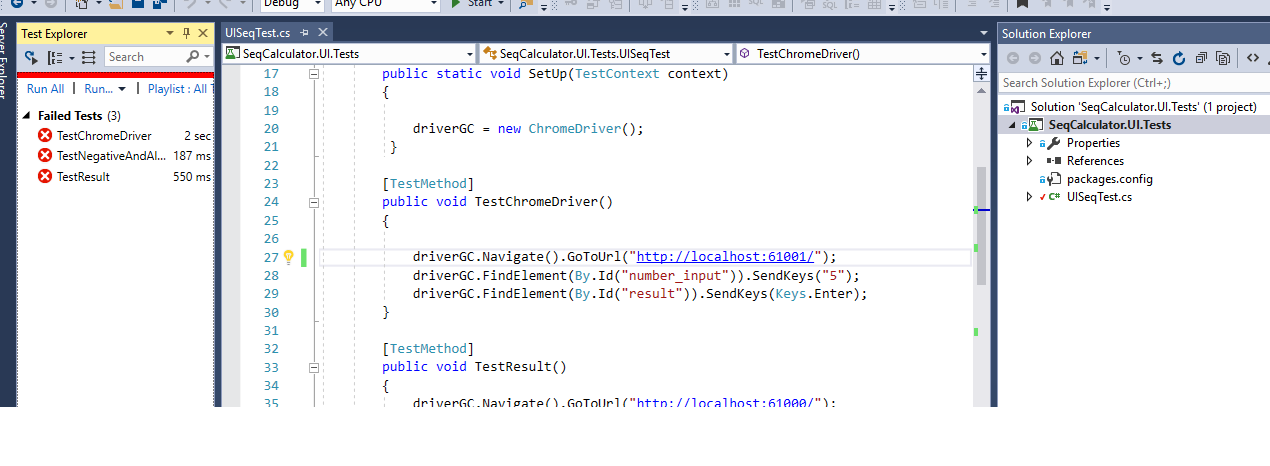 Debug
Any CPU
Start
Server Explorer
Test Explorer
Search
Run All | Run... | Playlist : All T
Failed Tests (3)
TestChromeDriver 2 sec
TestNegativeAndAl... 187 ms
TestResult 550 ms
UISeqTest.cs
SeqCalculator.UI.Tests
SeqCalculator.UI.Tests.UISeqTest
TestChromeDriver()
17 public static void SetUp(TestContext context)
18 {
19
20 driverGC = new ChromeDriver();
21 }
22
23 [TestMethod]
24 public void TestChromeDriver()
25 {
26
27 driverGC.Navigate().GoToUrl("http://localhost:61001/");
28 driverGC.FindElement(By.Id("number_input")).SendKeys("5");
29 driverGC.FindElement(By.Id("result")).SendKeys(Keys.Enter);
30 }
31
32 [TestMethod]
33 public void TestResult()
34 {
35 driverGC.Navigate().GoToUrl("http://localhost:61000/");
Solution Explorer
Search Solution Explorer (Ctrl+;)
Solution 'SeqCalculator.UI.Tests' (1 project)
SeqCalculator.UI.Tests
Properties
References
packages.config
C# UISeqTest.cs